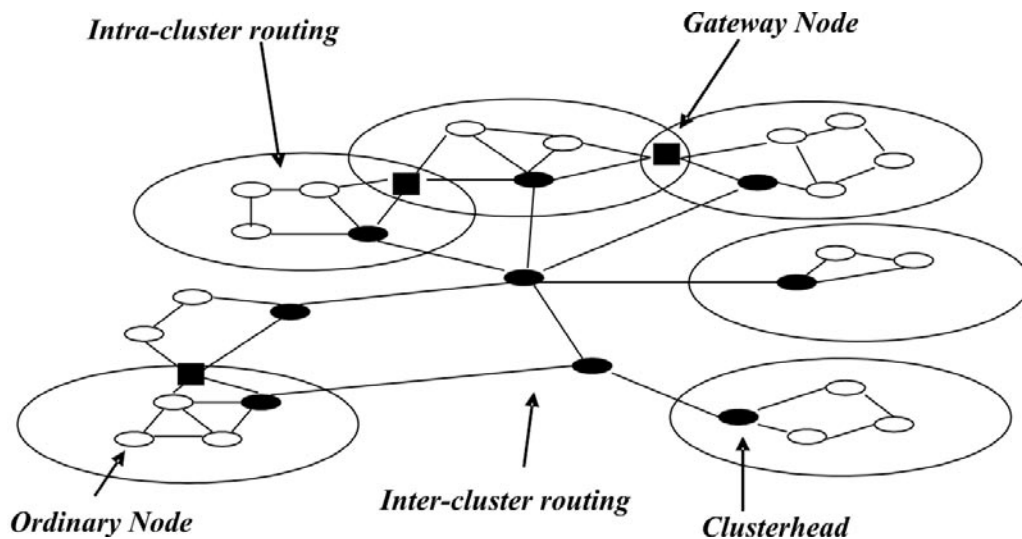 Intra-cluster routing
Gateway Node
Ordinary Node
Inter-cluster routing
Clusterhead